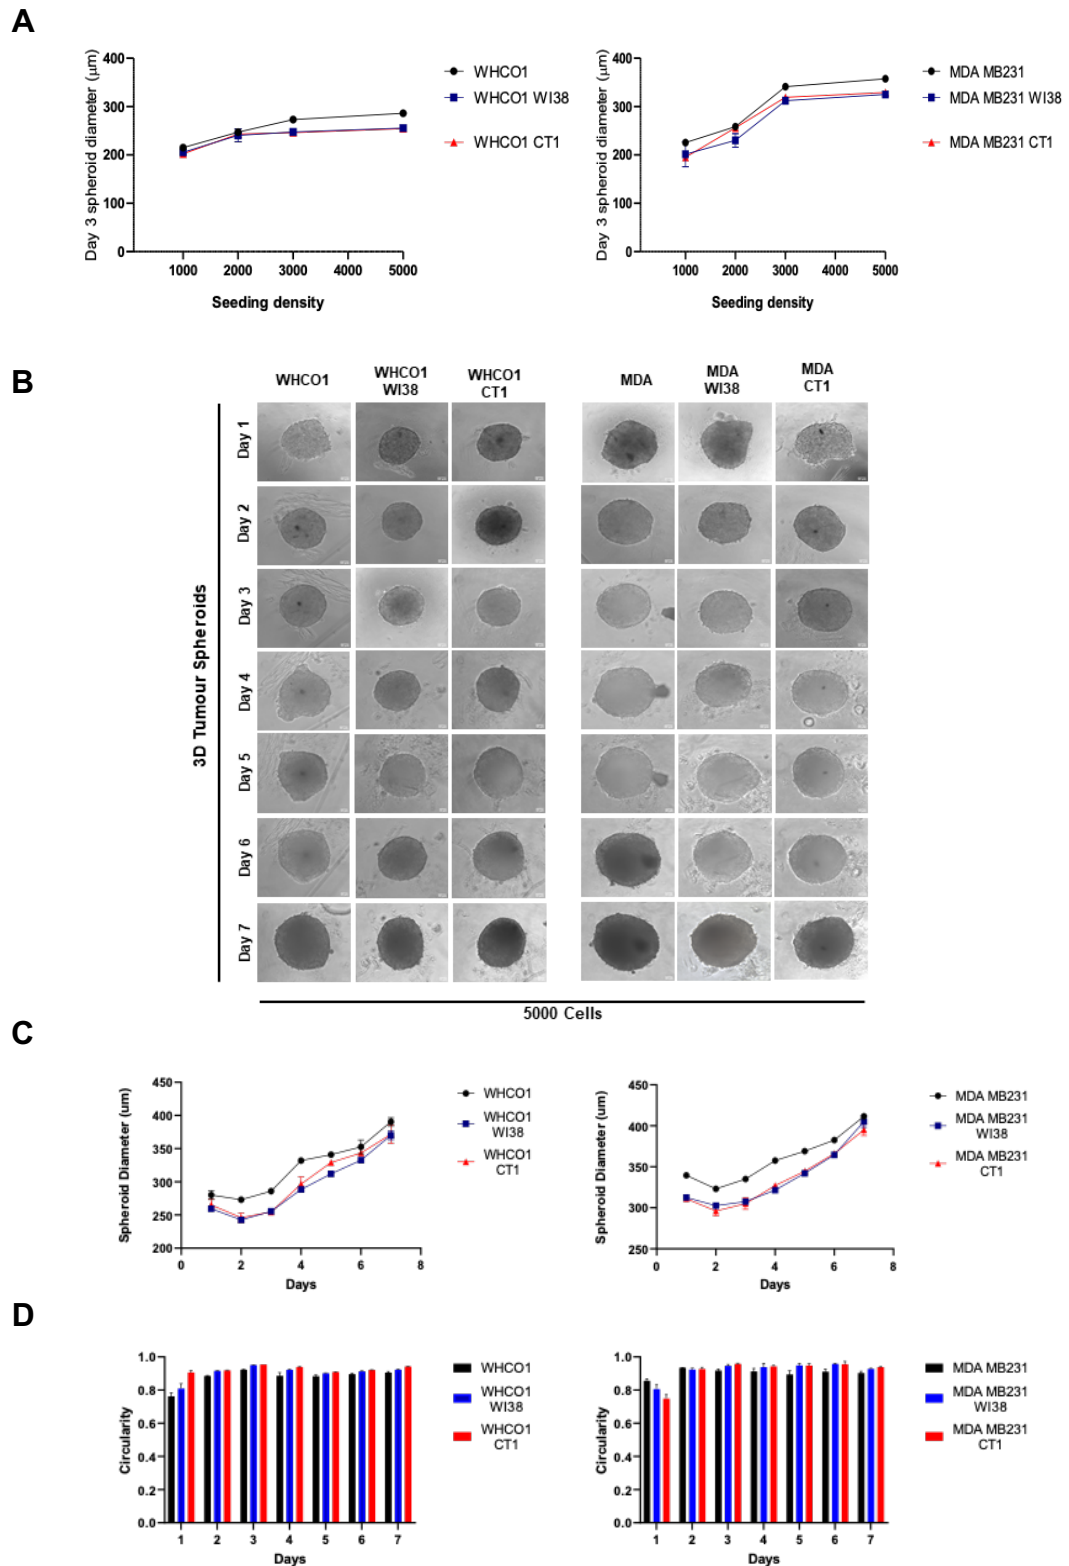 A
Day 3 spheroid diameter (μm)
400
300
200
100
0
1000 2000 3000 4000 5000
Seeding density
WHCO1
WHCO1 WI38
WHCO1 CT1
Day 3 spheroid diameter (μm)
400
300
200
100
0
1000 2000 3000 4000 5000
Seeding density
MDA MB231
MDA MB231 WI38
MDA MB231 CT1
B
WHCO1
WHCO1
WI38
WHCO1
CT1
MDA
MDA
WI38
MDA
CT1
3D Tumour Spheroids
Day 1
Day 2
Day 3
Day 4
Day 5
Day 6
Day 7
5000 Cells
C
Spheroid Diameter (um)
450
400
350
300
250
200
0 2 4 6 8
Days
WHCO1
WHCO1
WI38
WHCO1
CT1
Spheroid Diameter (um)
450
400
350
300
250
0 2 4 6 8
Days
MDA MB231
MDA MB231
WI38
MDA MB231
CT1
D
Circularity
1.0
0.8
0.6
0.4
0.2
0.0
1 2 3 4 5 6 7
Days
WHCO1
WHCO1
WI38
WHCO1
CT1
Circularity
1.0
0.8
0.6
0.4
0.2
0.0
1 2 3 4 5 6 7
Days
MDA MB231
MDA MB231
WI38
MDA MB231
CT1